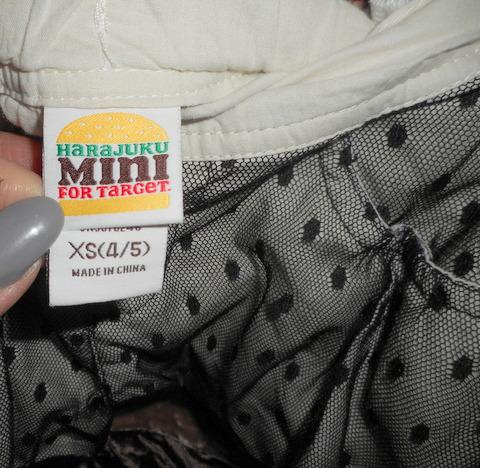 HaRaJUKU
MiNi
FOR TaRGeT.
XS(4/5)
MADE IN CHINA